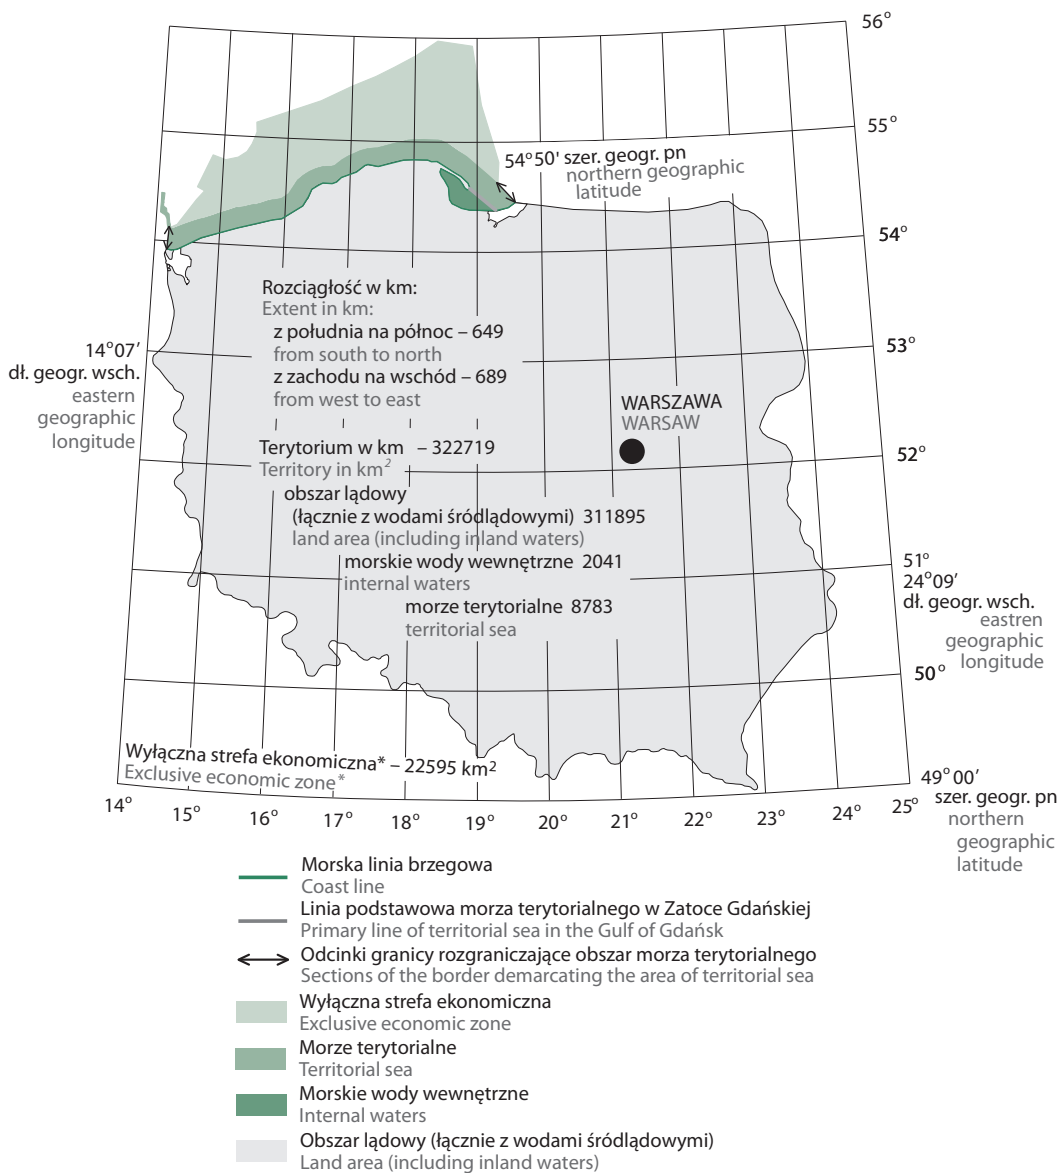 56°
55°
54°50' szer. geogr. pn
northern geographic
latitude
54°
Rozciągłość w km:
Extent in km:
z południa na północ – 649
from south to north
z zachodu na wschód – 689
from west to east
53°
14°07'
dł. geogr. wsch.
eastern
geographic
longitude
WARSZAWA
WARSAW
Terytorium w km – 322719
Territory in km²
52°
obszar lądowy
(łącznie z wodami śródlądowymi) 311895
land area (including inland waters)
morskie wody wewnętrzne 2041
internal waters
morze terytorialne 8783
territorial sea
51°
24°09'
dł. geogr. wsch.
eastren
geographic
longitude
50°
Wyłączna strefa ekonomiczna* – 22595 km²
Exclusive economic zone*
49°00'
szer. geogr. pn
northern
geographic
latitude
14° 15° 16° 17° 18° 19° 20° 21° 22° 23° 24° 25°
Morska linia brzegowa
Coast line
Linia podstawowa morza terytorialnego w Zatoce Gdańskiej
Primary line of territorial sea in the Gulf of Gdańsk
Odcinki granicy rozgraniczające obszar morza terytorialnego
Sections of the border demarcating the area of territorial sea
Wyłączna strefa ekonomiczna
Exclusive economic zone
Morze terytorialne
Territorial sea
Morskie wody wewnętrzne
Internal waters
Obszar lądowy (łącznie z wodami śródlądowymi)
Land area (including inland waters)